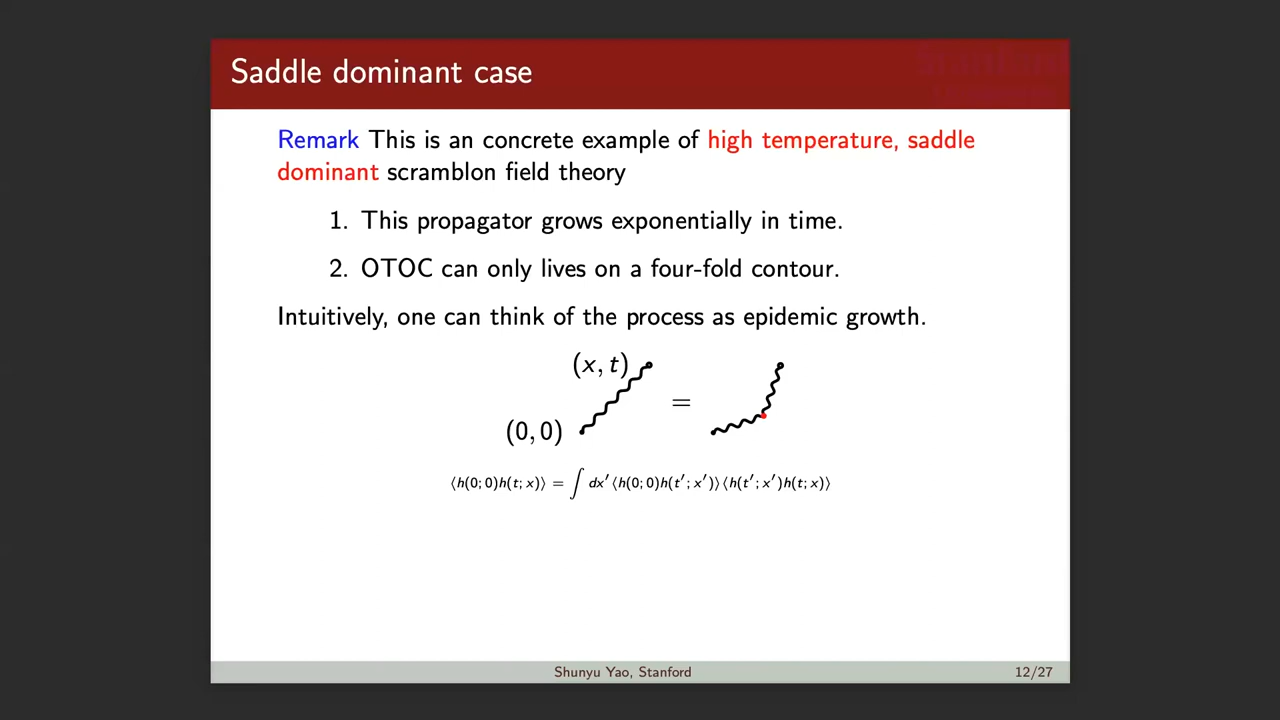 Saddle dominant case
Remark This is an concrete example of high temperature, saddle
dominant scramblon field theory
1. This propagator grows exponentially in time.
2. OTOC can only lives on a four-fold contour.
Intuitively, one can think of the process as epidemic growth.
(x, t)
=
(0, 0)
⟨h(0; 0)h(t; x)⟩ = ∫ dx′⟨h(0; 0)h(t′; x′)⟩⟨h(t′; x′)h(t; x)⟩
Shunyu Yao, Stanford 12/27